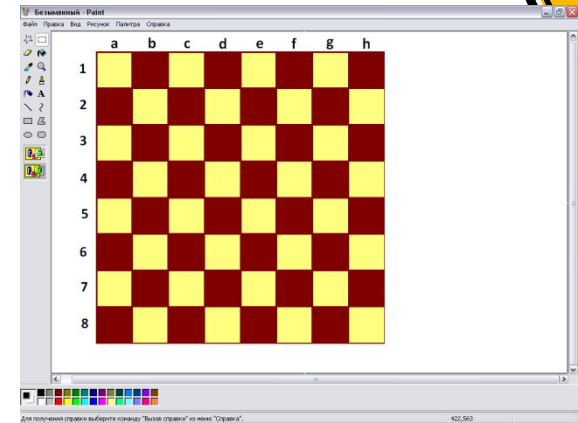 Безымянный - Paint
Файл Правка Вид Рисунок Палитра Справка
a b c d e f g h
1
2
3
4
5
6
7
8
Для получения справки выберите команду "Вызов справки" из меню "Справка".
422,563